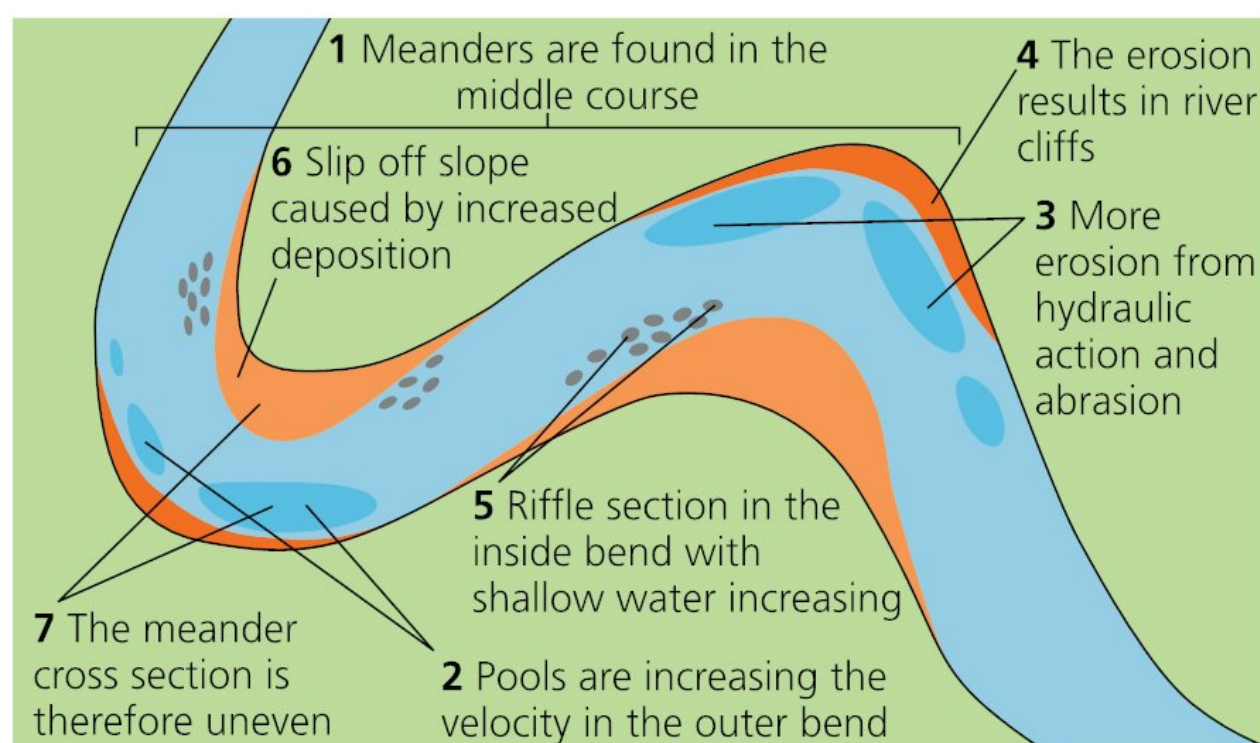 1 Meanders are found in the
middle course
4 The erosion
results in river
cliffs
6 Slip off slope
caused by increased
deposition
3 More
erosion from
hydraulic
action and
abrasion
5 Riffle section in the
inside bend with
shallow water increasing
7 The meander
cross section is
therefore uneven
2 Pools are increasing the
velocity in the outer bend